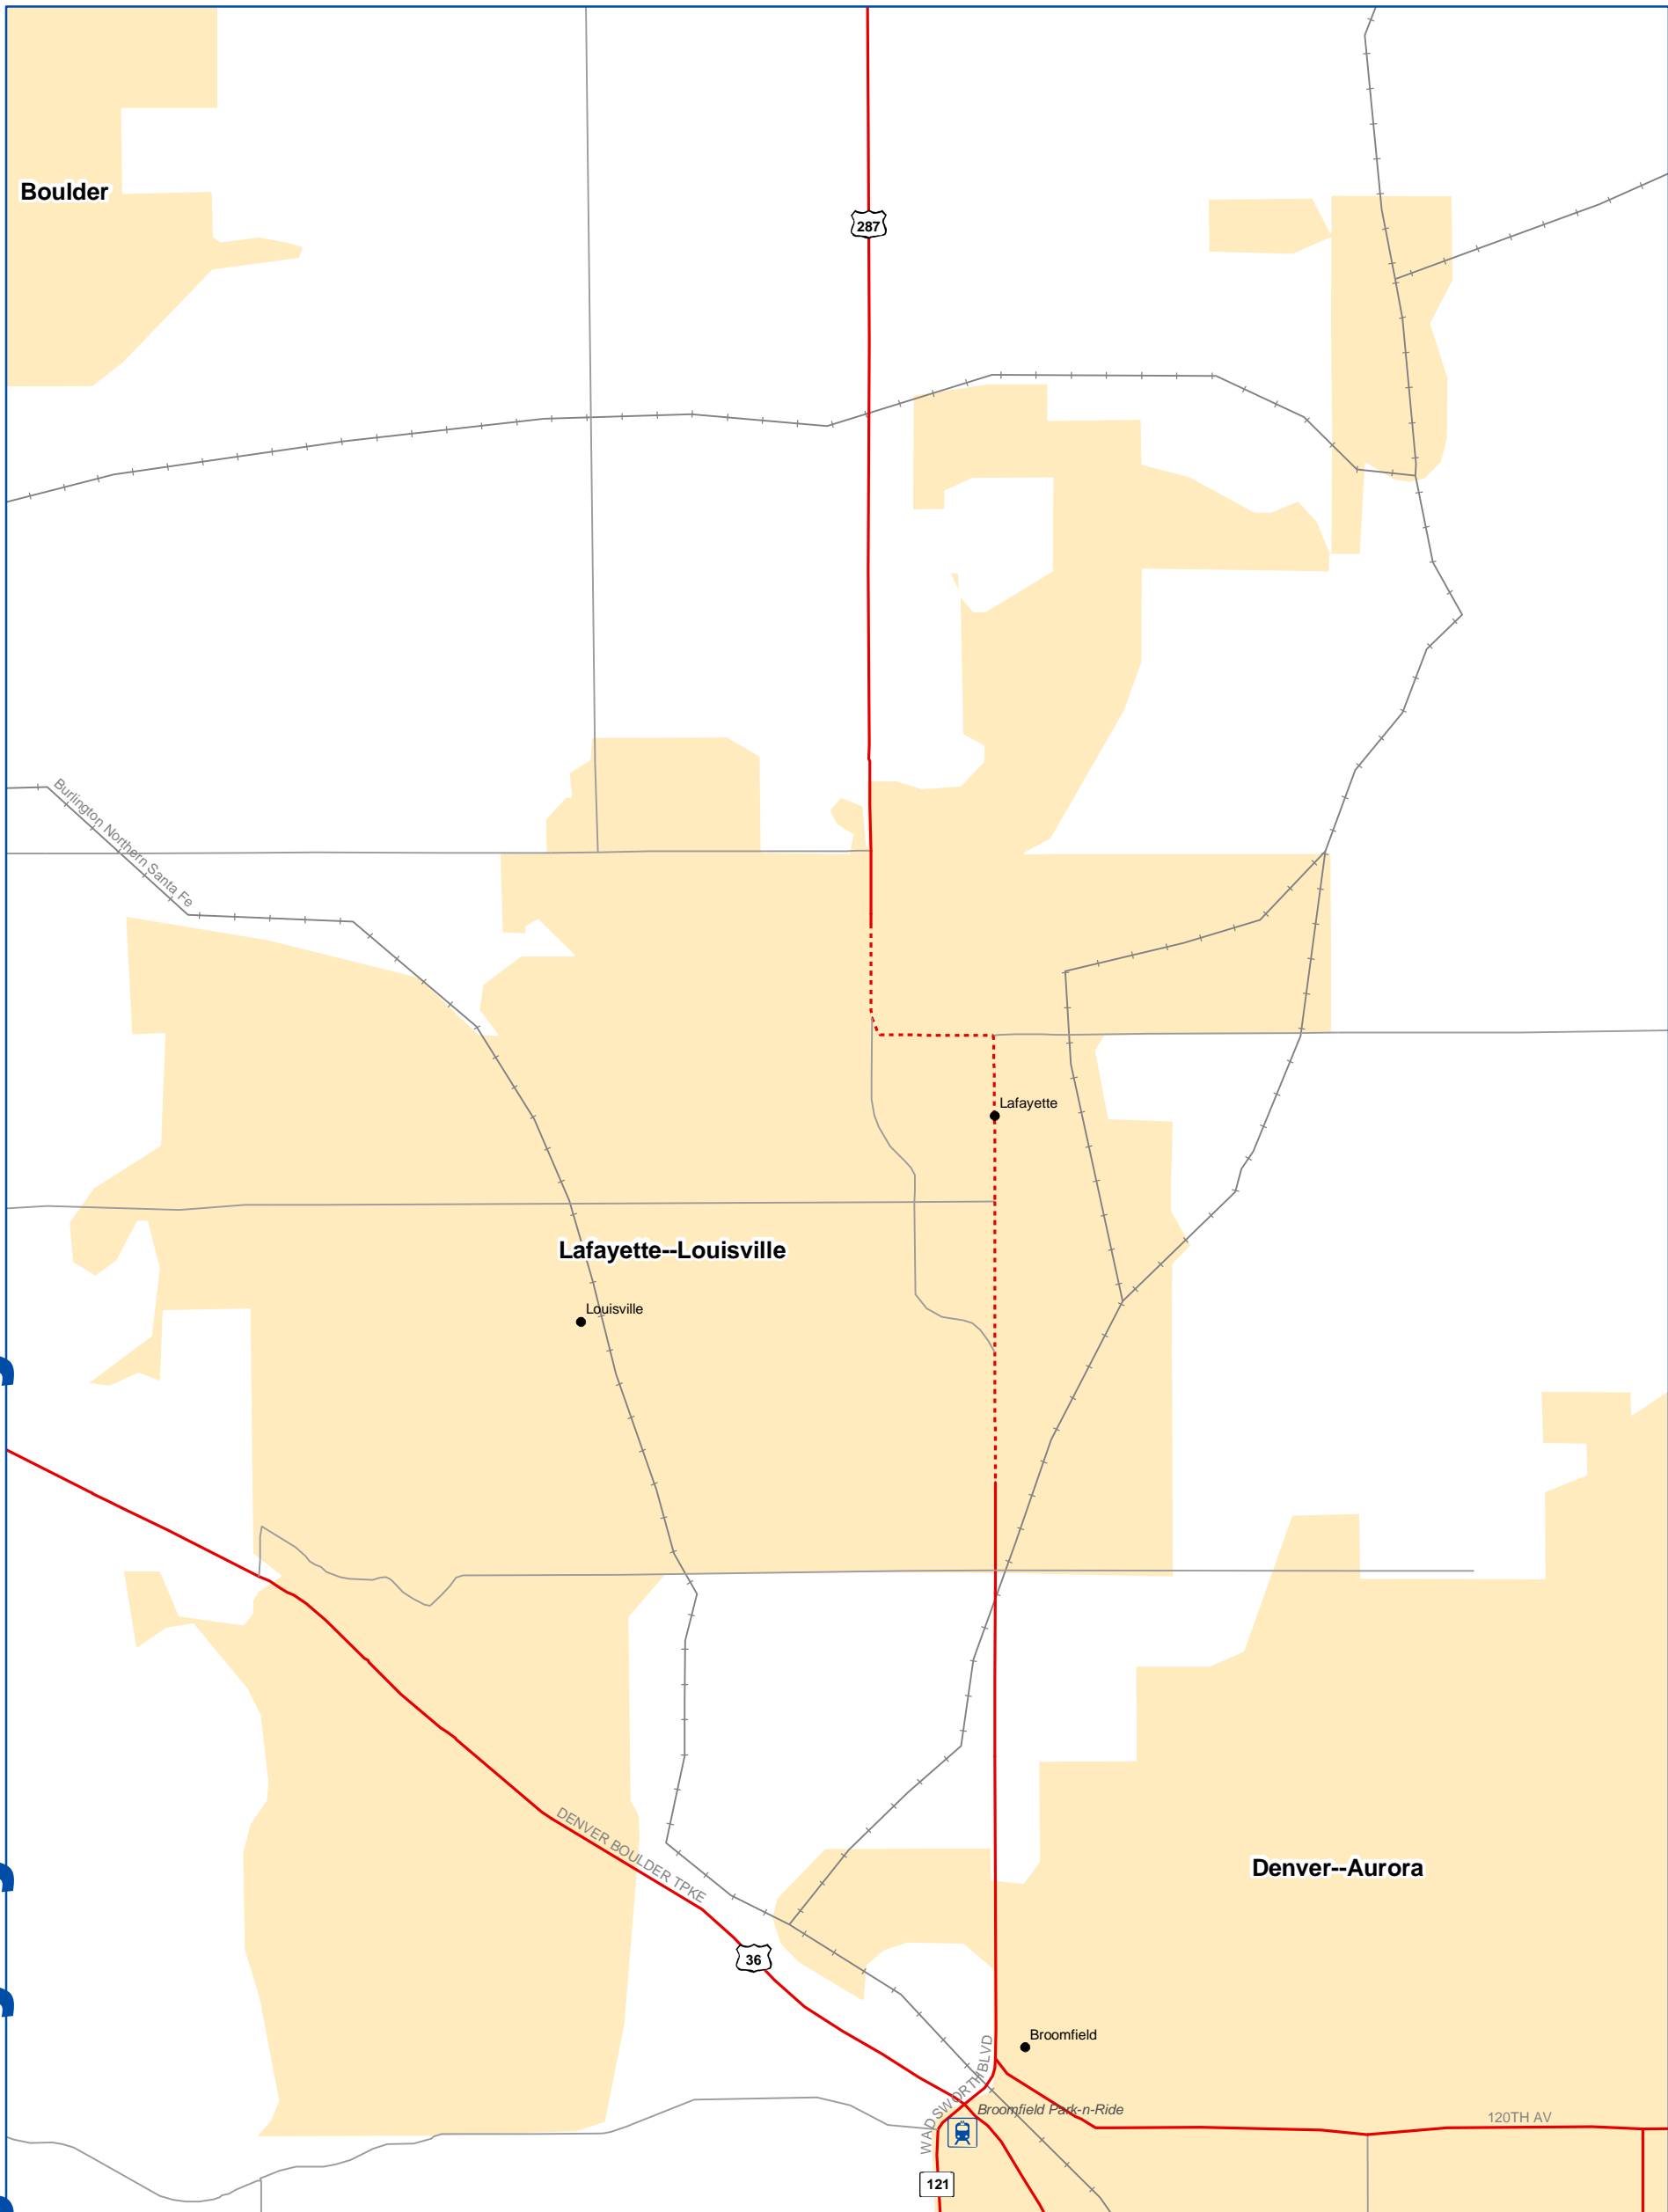 Boulder
287
Burlington Northern Santa Fe
Lafayette
Lafayette--Louisville
Louisville
DENVER BOULDER TPKE
Denver--Aurora
36
Broomfield
WADSWORTH BLVD
Broomfield Park-n-Ride
120TH AV
121